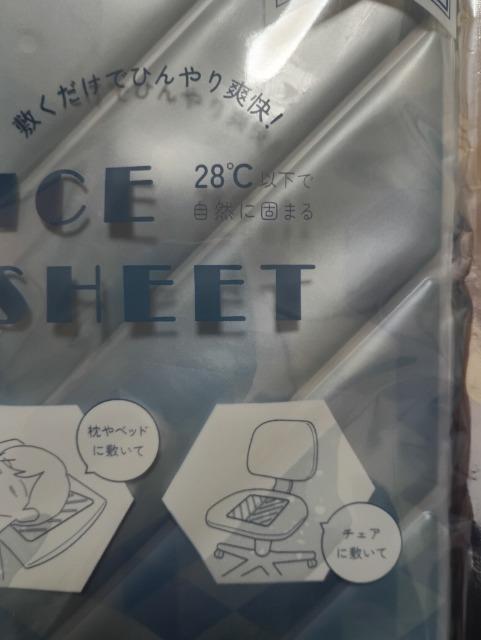 敷くだけでひんやり爽快!
ICE
28℃以下で
自然に固まる
SHEET
枕やベッド
に敷いて
チェア
に敷いて